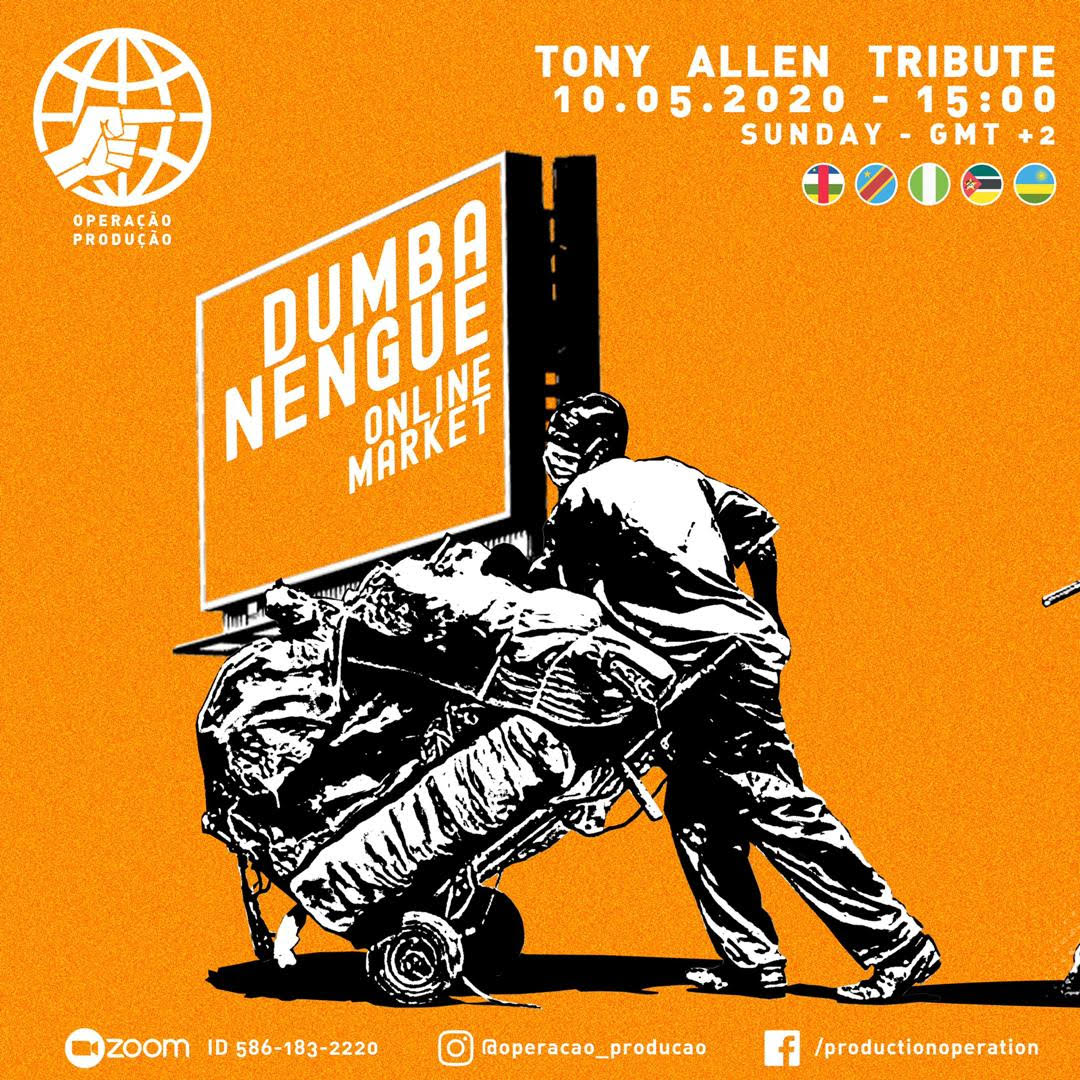 OPERAÇÃO
PRODUÇÃO
TONY ALLEN TRIBUTE
10.05.2020 - 15:00
SUNDAY - GMT +2
DUMBA
NENGUE
ONLINE
MARKET
zoom ID 586-183-2220
@operacao_producao
/productionoperation